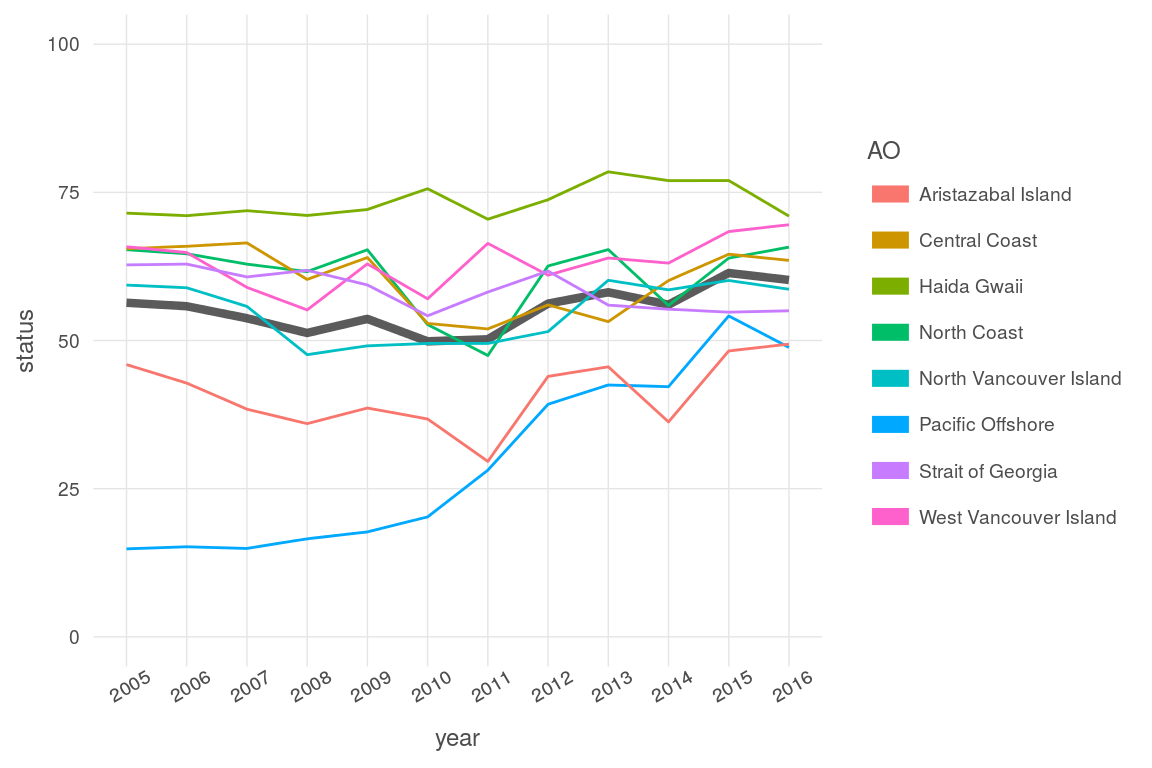 100
75
50
25
0
status
2005 2006 2007 2008 2009 2010 2011 2012 2013 2014 2015 2016
year
AO
Aristazabal Island
Central Coast
Haida Gwaii
North Coast
North Vancouver Island
Pacific Offshore
Strait of Georgia
West Vancouver Island